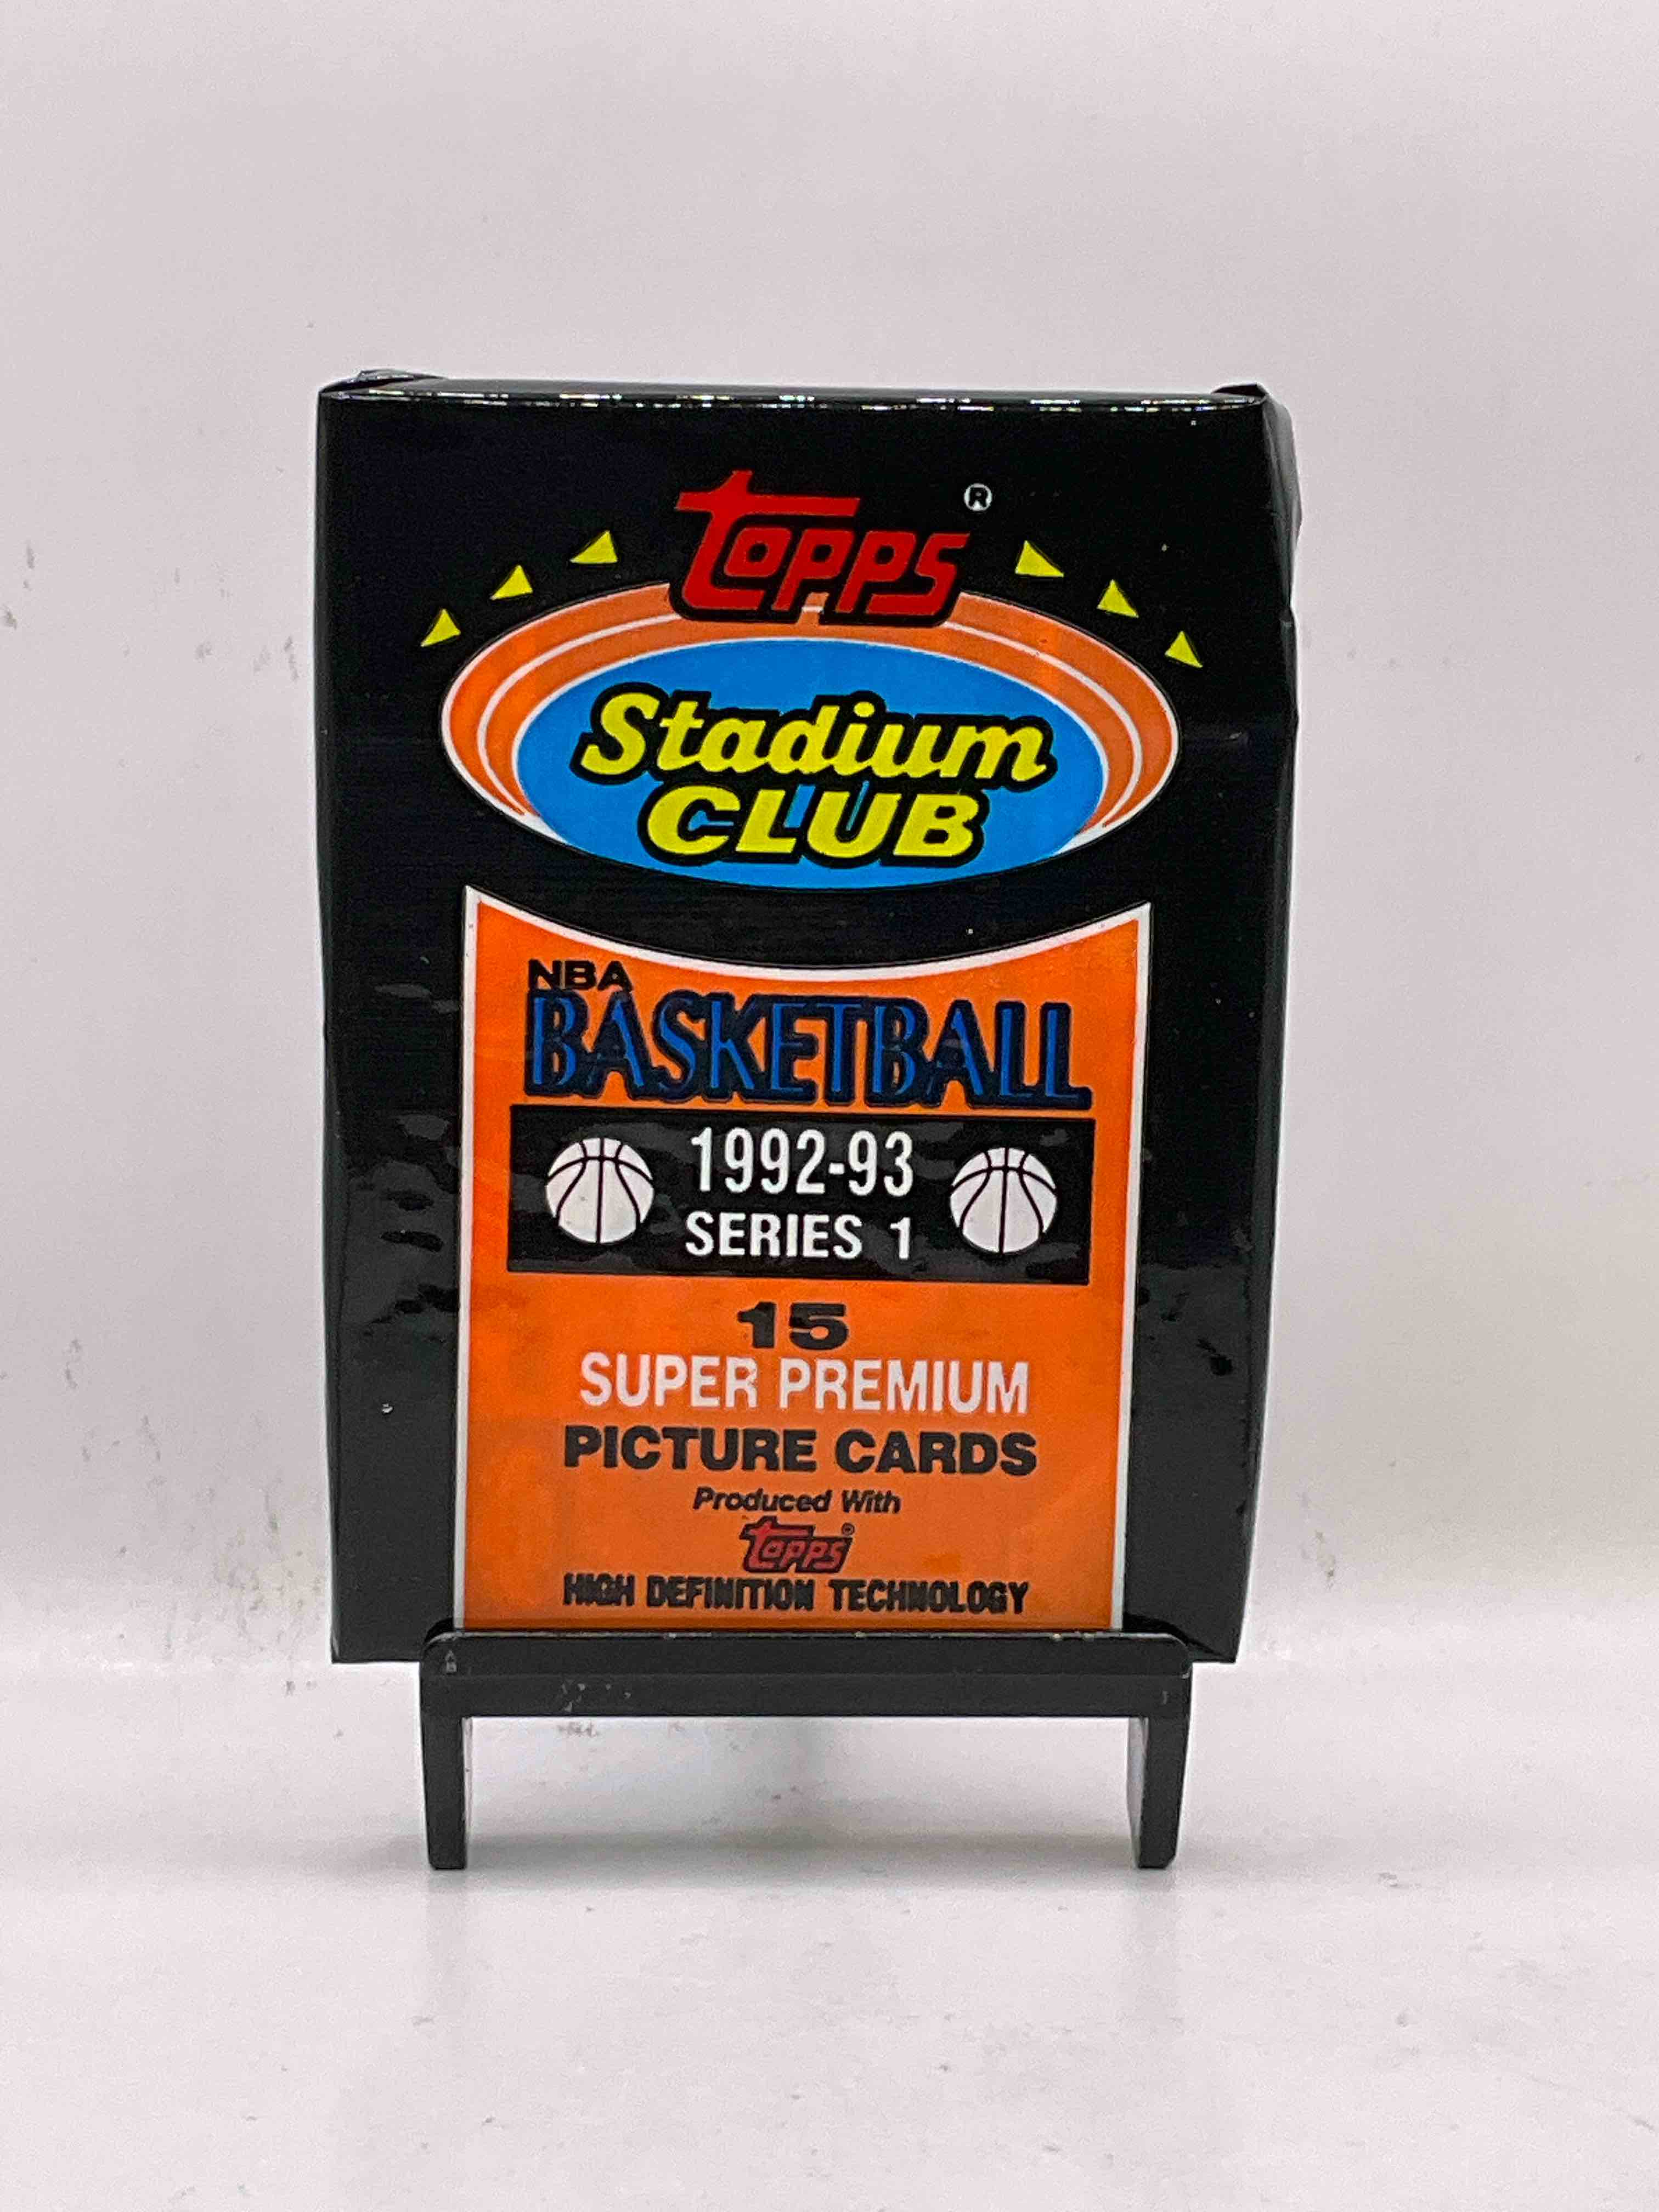 Topps ®
Stadium
CLUB
NBA
BASKETBALL
1992-93
SERIES 1
15
SUPER PREMIUM
PICTURE CARDS
Produced With
Topps ®
HIGH DEFINITION TECHNOLOGY